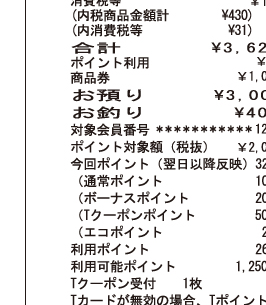 消費税等 ¥1
(内税商品金額計 ¥430)
(内消費税等 ¥31)
合計 ¥3,62
ポイント利用 ¥
商品券 ¥1,0
お預り ¥3,00
お釣り ¥40
対象会員番号 ***********12
ポイント対象額（税抜） ¥2,0
今回ポイント（翌日以降反映） 32
（通常ポイント 10
（ボーナスポイント 20
（Tクーポンポイント 50
（エコポイント 2
利用ポイント 26
利用可能ポイント 1,250
Tクーポン受付 1枚
Tカードが無効の場合、Tポイント